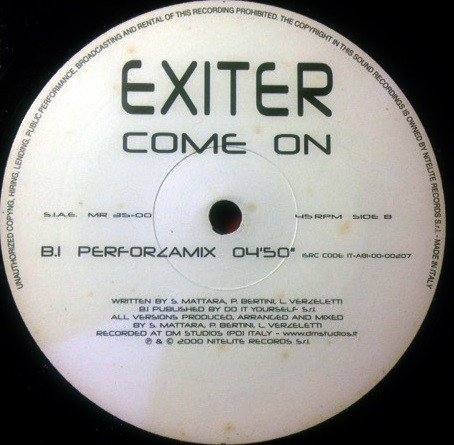 UNAUTHORIZED COPYNG, HIRING, LENDING, PUBLIC PERFORMANCE, BROADCASTING AND RENTAL OF THIS RECORDING PROHIBITED. THE COPYRIGHT IN THIS SOUND RECORDINGS IS OWNED BY NITELITE RECORDS S.r.l. - MADE IN ITALY
EXITER
COME ON
S.I.A.E. MR 25-00 45 RPM SIDE B
B.1 PERFORZAMIX 04'50" ISRC CODE: IT-AB1-00-00207
WRITTEN BY S. MATTARA, P. BERTINI, L. VERZELETTI
B.1 PUBLISHED BY DO IT YOURSELF S.r.l.
ALL VERSIONS PRODUCED, ARRANGED AND MIXED
BY S. MATTARA, P. BERTINI, L. VERZELETTI
RECORDED AT DM STUDIOS (PD) ITALY - www.dmstudios.it
℗ & © 2000 NITELITE RECORDS S.r.l.